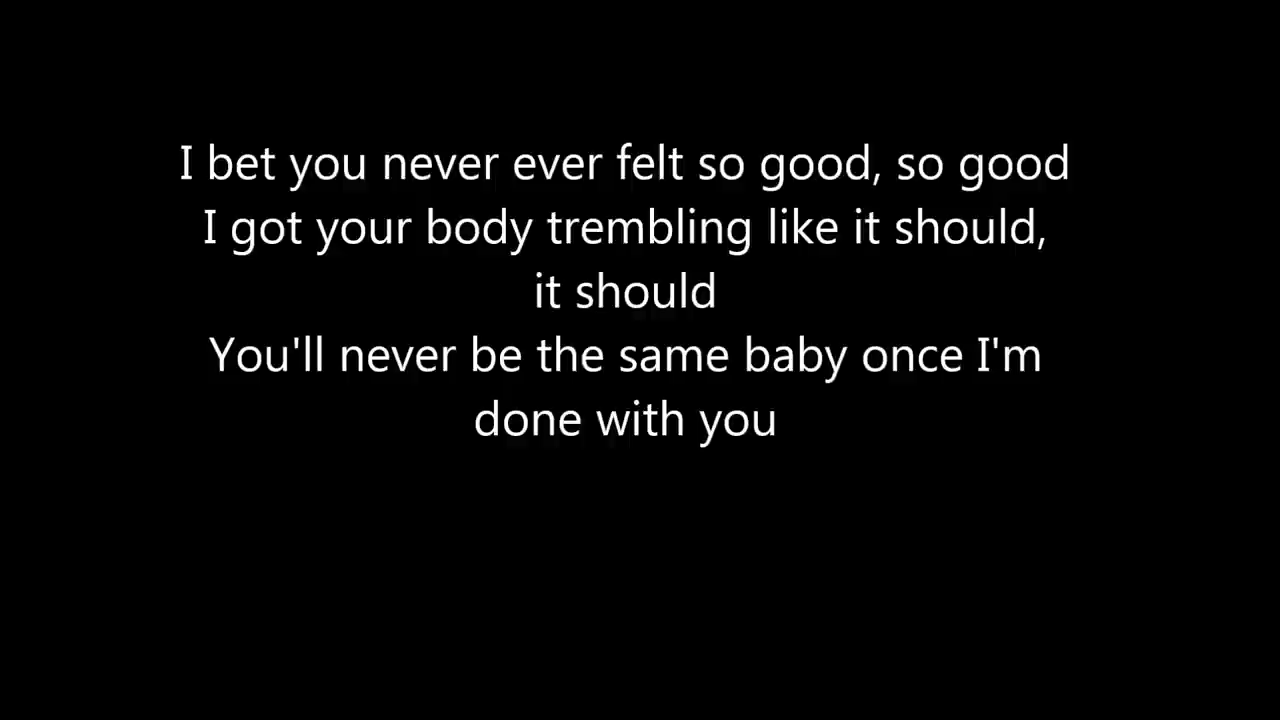 I bet you never ever felt so good, so good
I got your body trembling like it should,
it should
You'll never be the same baby once I'm
done with you